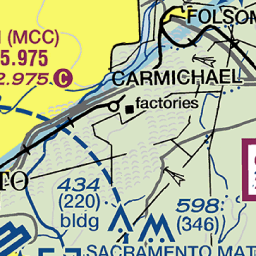 FOLSOM
(MCC)
5.975
2.975 C
CARMICHAEL
factories
TO
434
(220)
bldg
598
(346)
SACRAMENTO MAT